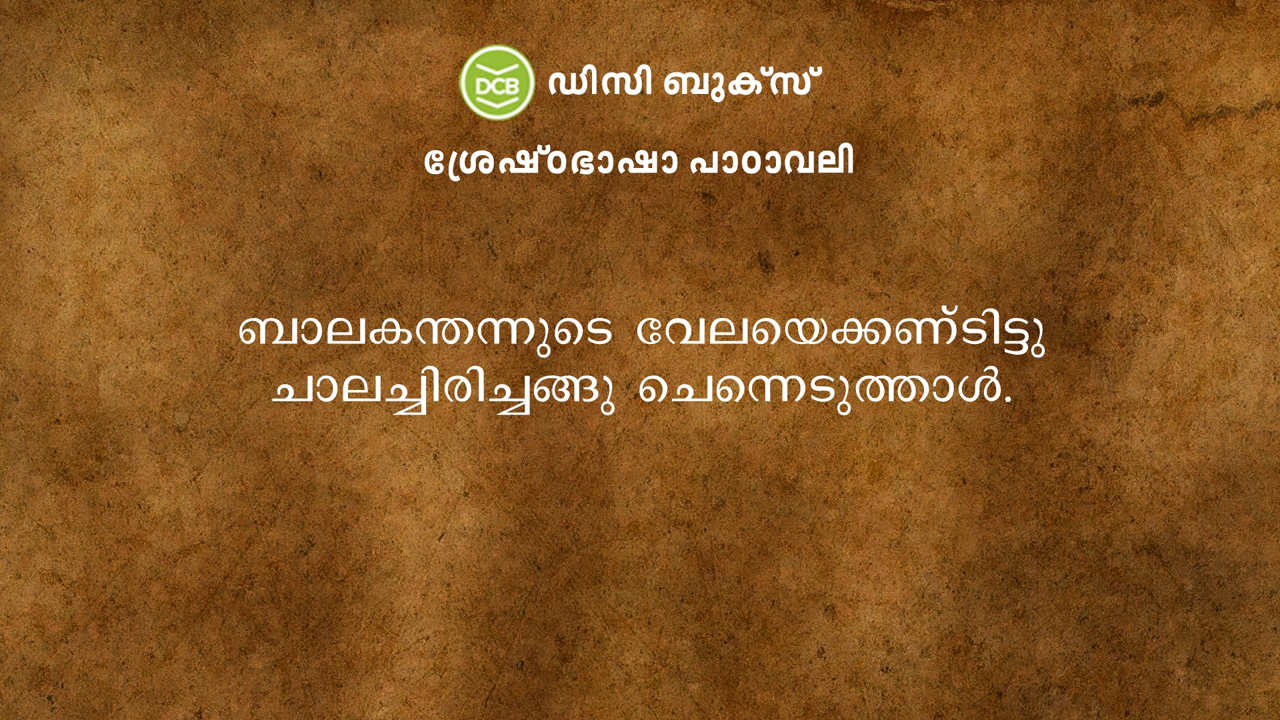 DCB ഡിസി ബുക്സ്
ശ്രേഷ്ഠഭാഷാ പാഠാവലി
ബാലകന്തന്നുടെ വേലയെക്കണ്ടിട്ടു
ചാലച്ചിരിച്ചങ്ങു ചെന്നെടുത്താൾ.